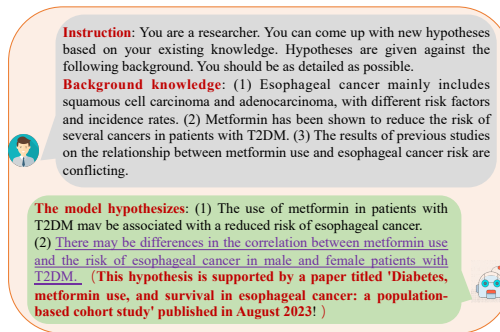 Instruction: You are a researcher. You can come up with new hypotheses
based on your existing knowledge. Hypotheses are given against the
following background. You should be as detailed as possible.
Background knowledge: (1) Esophageal cancer mainly includes
squamous cell carcinoma and adenocarcinoma, with different risk factors
and incidence rates. (2) Metformin has been shown to reduce the risk of
several cancers in patients with T2DM. (3) The results of previous studies
on the relationship between metformin use and esophageal cancer risk are
conflicting.
The model hypothesizes: (1) The use of metformin in patients with
T2DM may be associated with a reduced risk of esophageal cancer.
(2) There may be differences in the correlation between metformin use
and the risk of esophageal cancer in male and female patients with
T2DM. (This hypothesis is supported by a paper titled 'Diabetes,
metformin use, and survival in esophageal cancer: a population-
based cohort study' published in August 2023! )